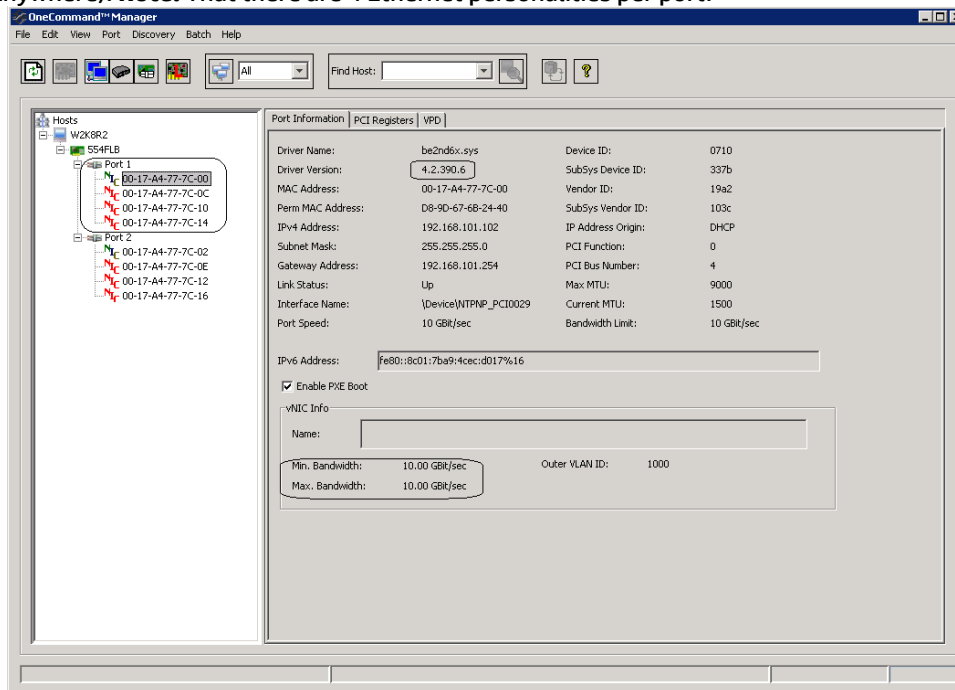 anywhere). Note: That there are 4 Ethernet personalities per port.
OneCommand™ Manager
File Edit View Port Discovery Batch Help
All Find Host:
Hosts
W2K8R2
554FLB
Port 1
00-17-A4-77-7C-00
00-17-A4-77-7C-0C
00-17-A4-77-7C-10
00-17-A4-77-7C-14
Port 2
00-17-A4-77-7C-02
00-17-A4-77-7C-0E
00-17-A4-77-7C-12
00-17-A4-77-7C-16
Port Information PCI Registers VPD
Driver Name: be2nd6x.sys Device ID: 0710
Driver Version: 4.2.390.6 SubSys Device ID: 337b
MAC Address: 00-17-A4-77-7C-00 Vendor ID: 19a2
Perm MAC Address: D8-9D-67-6B-24-40 SubSys Vendor ID: 103c
IPv4 Address: 192.168.101.102 IP Address Origin: DHCP
Subnet Mask: 255.255.255.0 PCI Function: 0
Gateway Address: 192.168.101.254 PCI Bus Number: 4
Link Status: Up Max MTU: 9000
Interface Name: \Device\NTPNP_PCI0029 Current MTU: 1500
Port Speed: 10 GBit/sec Bandwidth Limit: 10 GBit/sec
IPv6 Address: fe80::8c01:7ba9:4cec:d017%16
Enable PXE Boot
vNIC Info
Name:
Min. Bandwidth: 10.00 GBit/sec Outer VLAN ID: 1000
Max. Bandwidth: 10.00 GBit/sec